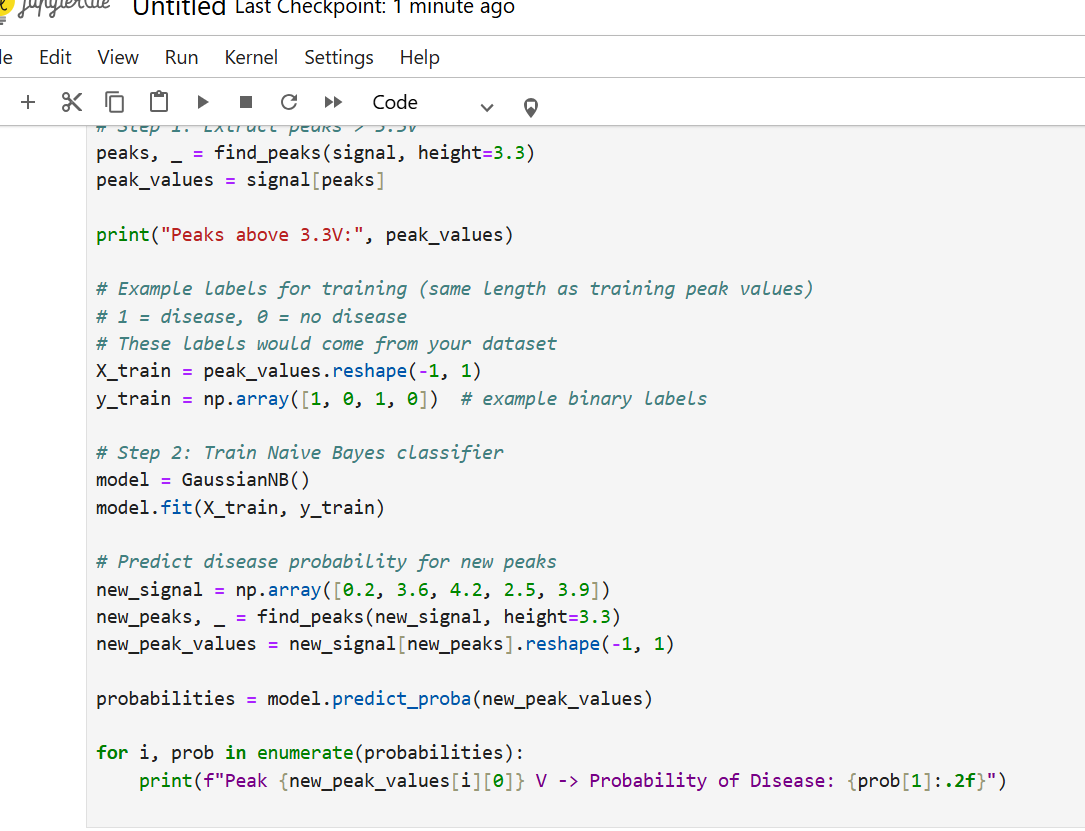 Untitled Last Checkpoint: 1 minute ago
Edit View Run Kernel Settings Help
Code
# Step 1: Extract peaks > 3.3V
peaks, _ = find_peaks(signal, height=3.3)
peak_values = signal[peaks]
print("Peaks above 3.3V:", peak_values)
# Example labels for training (same length as training peak values)
# 1 = disease, 0 = no disease
# These labels would come from your dataset
X_train = peak_values.reshape(-1, 1)
y_train = np.array([1, 0, 1, 0])  # example binary labels
# Step 2: Train Naive Bayes classifier
model = GaussianNB()
model.fit(X_train, y_train)
# Predict disease probability for new peaks
new_signal = np.array([0.2, 3.6, 4.2, 2.5, 3.9])
new_peaks, _ = find_peaks(new_signal, height=3.3)
new_peak_values = new_signal[new_peaks].reshape(-1, 1)
probabilities = model.predict_proba(new_peak_values)
for i, prob in enumerate(probabilities):
    print(f"Peak {new_peak_values[i][0]} V -> Probability of Disease: {prob[1]:.2f}")